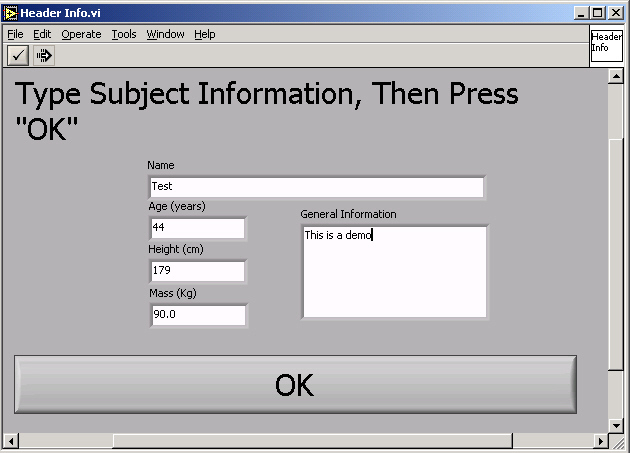 Header Info.vi
File Edit Operate Tools Window Help
Header
Info
Type Subject Information, Then Press
"OK"
Name
Test
Age (years)
44
General Information
This is a demo
Height (cm)
179
Mass (Kg)
90.0
OK